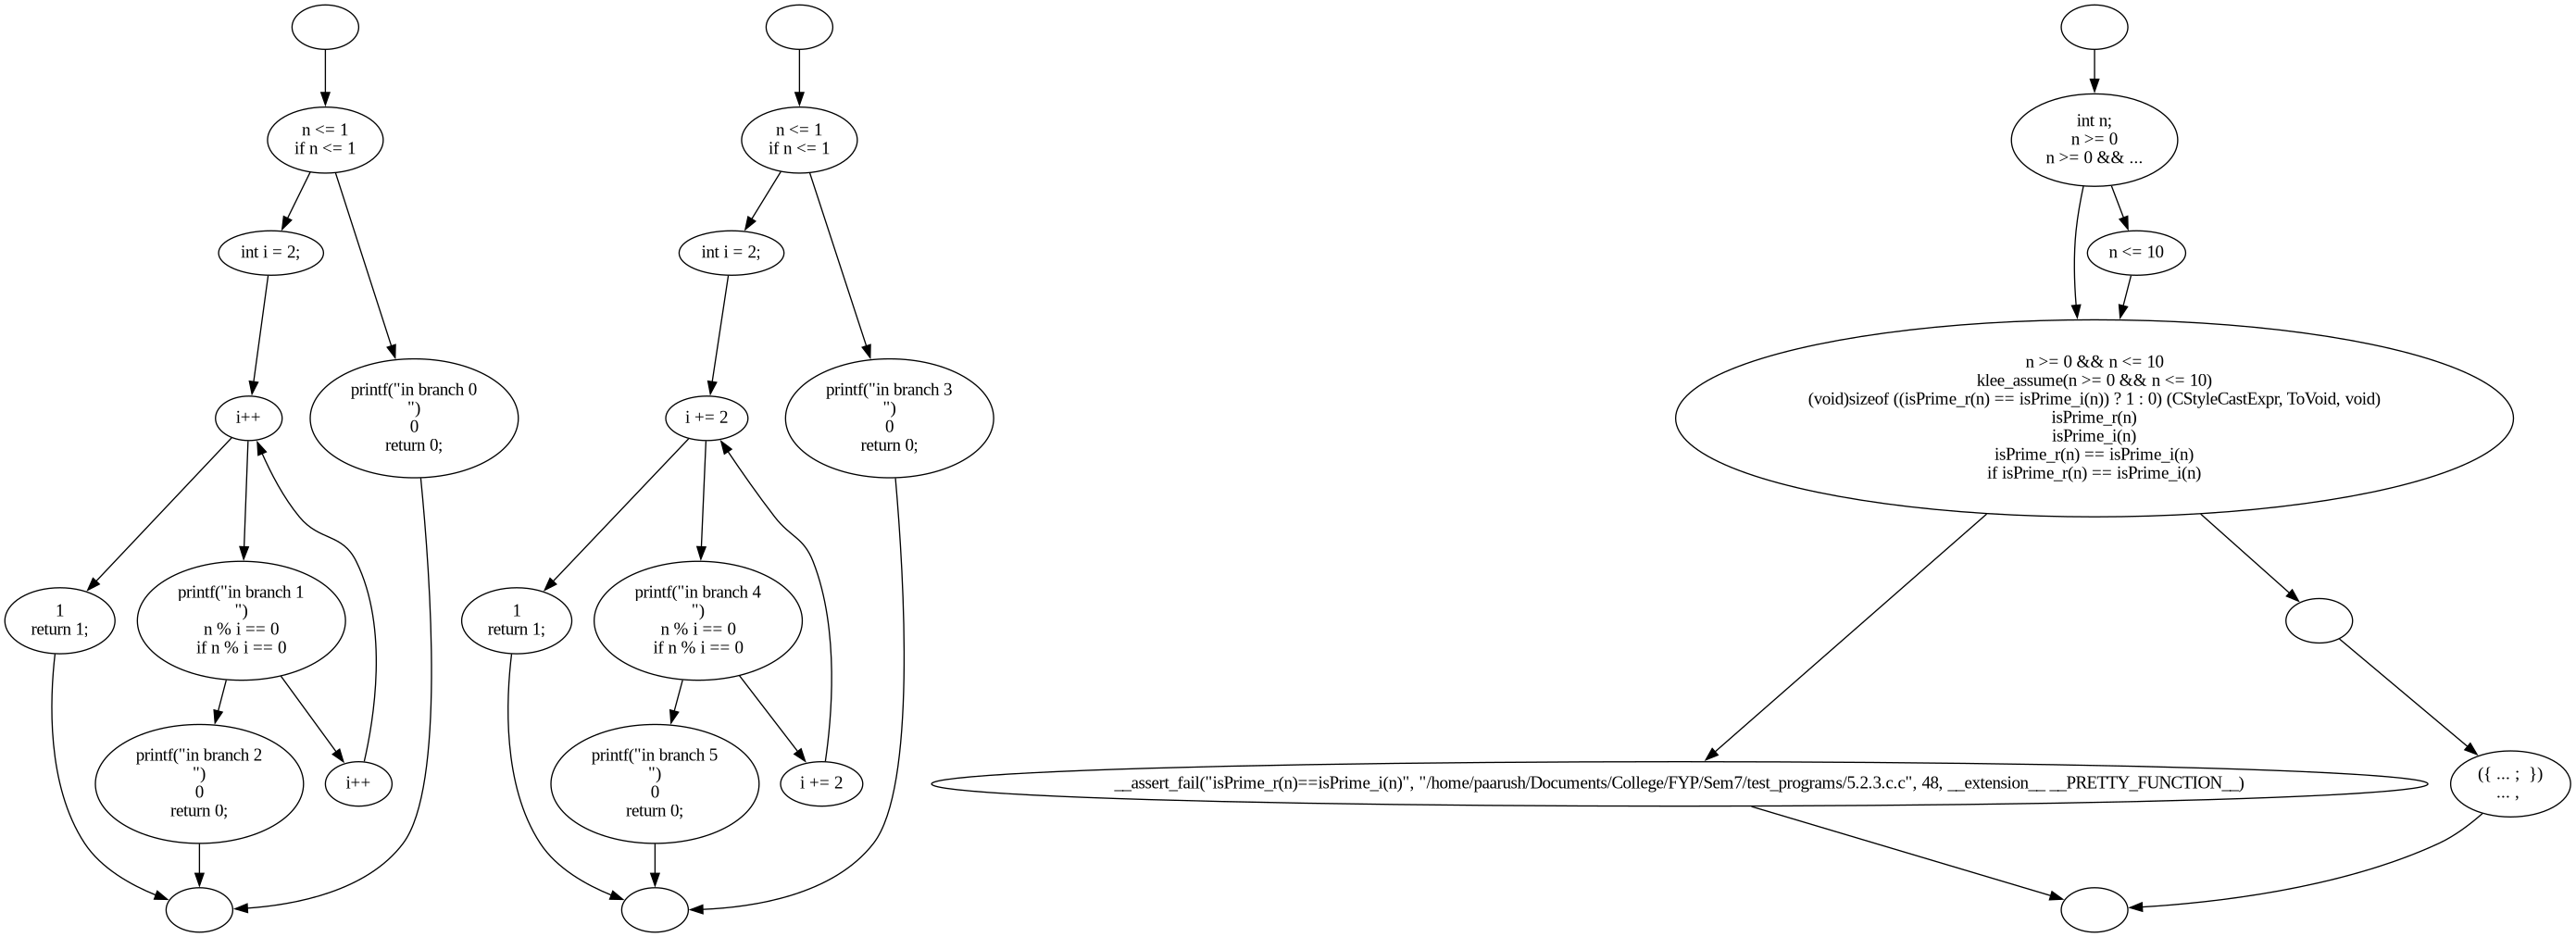 n <= 1
if n <= 1
int i = 2;
i++
printf("in branch 0
")
0
return 0;
1
return 1;
printf("in branch 1
")
n % i == 0
if n % i == 0
printf("in branch 2
")
0
return 0;
i++
n <= 1
if n <= 1
int i = 2;
i += 2
printf("in branch 3
")
0
return 0;
1
return 1;
printf("in branch 4
")
n % i == 0
if n % i == 0
printf("in branch 5
")
0
return 0;
i += 2
int n;
n >= 0
n >= 0 && ...
n <= 10
n >= 0 && n <= 10
klee_assume(n >= 0 && n <= 10)
(void)sizeof ((isPrime_r(n) == isPrime_i(n)) ? 1 : 0) (CStyleCastExpr, ToVoid, void)
isPrime_r(n)
isPrime_i(n)
isPrime_r(n) == isPrime_i(n)
if isPrime_r(n) == isPrime_i(n)
__assert_fail("isPrime_r(n)==isPrime_i(n)", "/home/paarush/Documents/College/FYP/Sem7/test_programs/5.2.3.c.c", 48, __extension__ __PRETTY_FUNCTION__)
({ ... ;  })
... ,